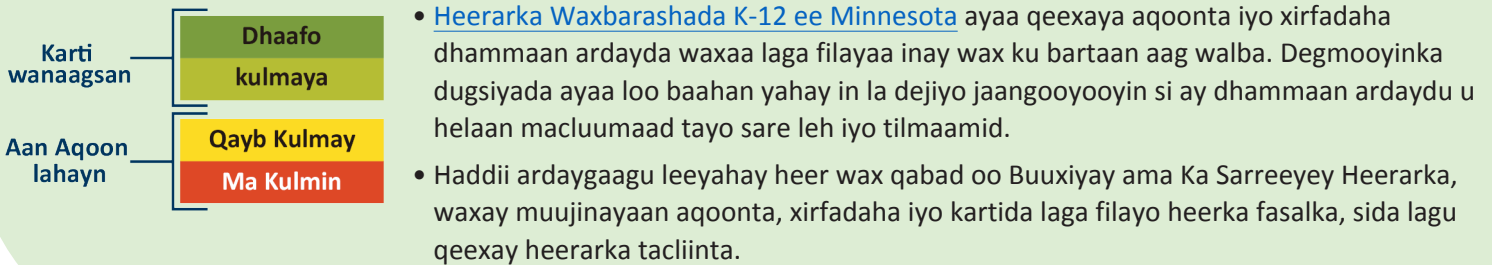 Karti
wanaagsan
Dhaafo
kulmaya
Aan Aqoon
lahayn
Qayb Kulmay
Ma Kulmin
• Heerarka Waxbarashada K-12 ee Minnesota ayaa qeexaya aqoonta iyo xirfadaha
dhammaan ardayda waxaa laga filayaa inay wax ku bartaan aag walba. Degmooyinka
dugsiyada ayaa loo baahan yahay in la dejiyo jaangooyooyin si ay dhammaan ardaydu u
helaan macluumaad tayo sare leh iyo tilmaamid.
• Haddii ardaygaagu leeyahay heer wax qabad oo Buuxiyay ama Ka Sarreeyey Heerarka,
waxay muujinayaan aqoonta, xirfadaha iyo kartida laga filayo heerka fasalka, sida lagu
qeexay heerarka tacliinta.